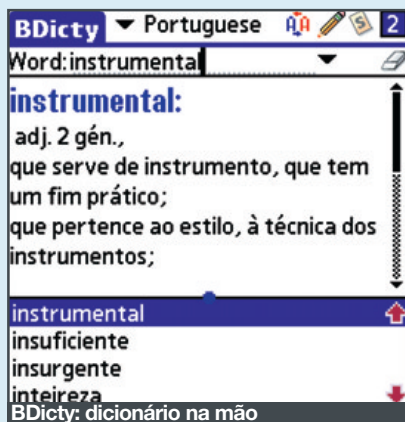 BDicty Portuguese 2
Word: instrumental
instrumental:
adj. 2 gén.,
que serve de instrumento, que tem
um fim prático;
que pertence ao estilo, à técnica dos
instrumentos;
instrumental
insuficiente
insurgente
inteireza
BDicty: dicionário na mão